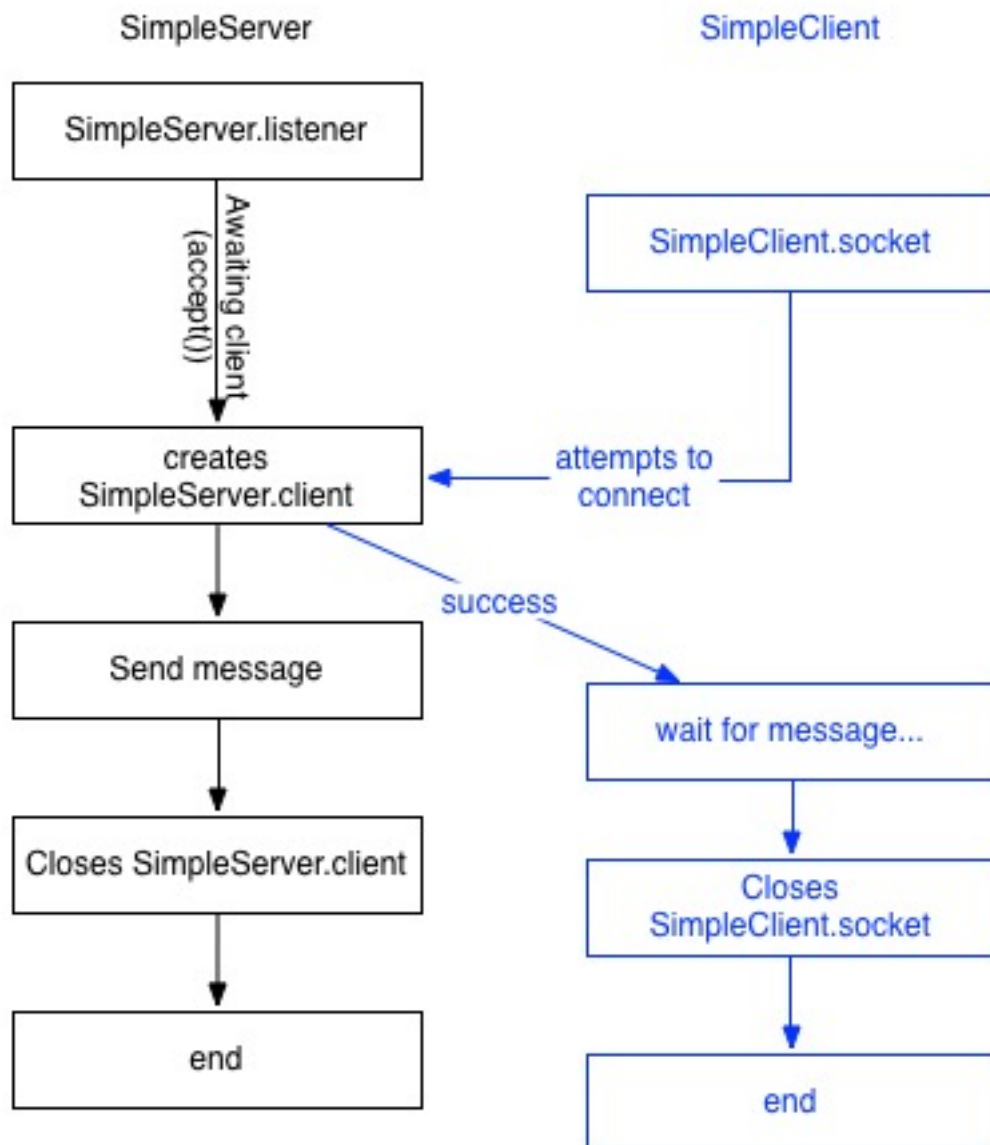 SimpleServer
SimpleClient
SimpleServer.listener
Awaiting client
(accept())
SimpleClient.socket
creates
SimpleServer.client
attempts to
connect
success
Send message
wait for message...
Closes SimpleServer.client
Closes
SimpleClient.socket
end
end